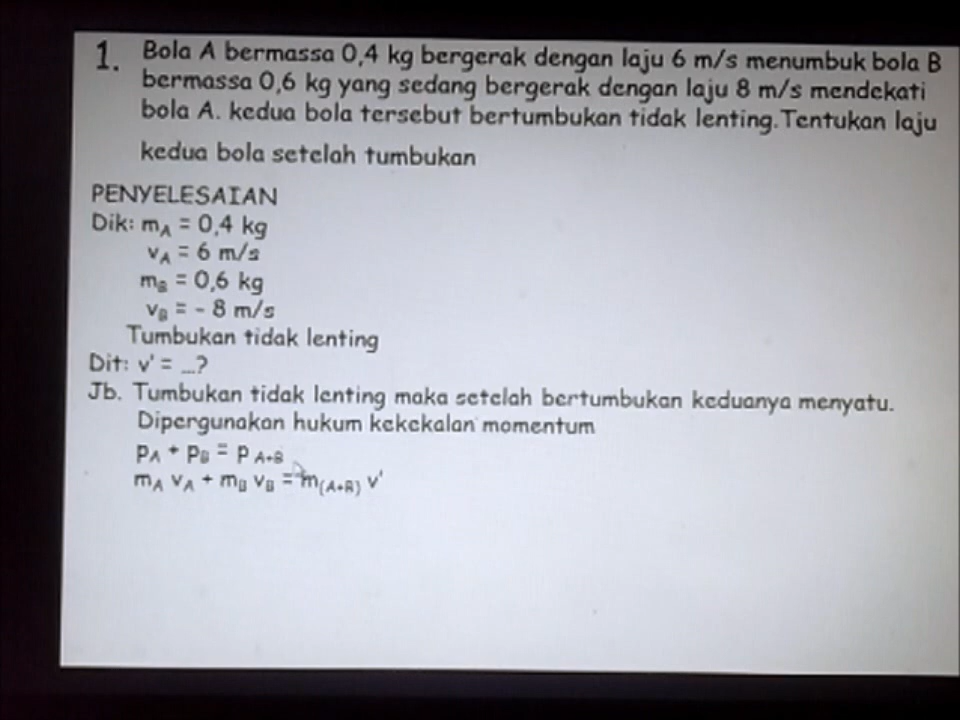 1. Bola A bermassa 0,4 kg bergerak dengan laju 6 m/s menumbuk bola B
bermassa 0,6 kg yang sedang bergerak dengan laju 8 m/s mendekati
bola A. kedua bola tersebut bertumbukan tidak lenting.Tentukan laju
kedua bola setelah tumbukan
PENYELESAIAN
Dik: mA = 0,4 kg
vA = 6 m/s
mB = 0,6 kg
vB = - 8 m/s
Tumbukan tidak lenting
Dit: v' = ...?
Jb. Tumbukan tidak lenting maka setelah bertumbukan keduanya menyatu.
Dipergunakan hukum kekekalan momentum
pA + pB = p A+B
mA vA + mB vB = m(A+B) v'